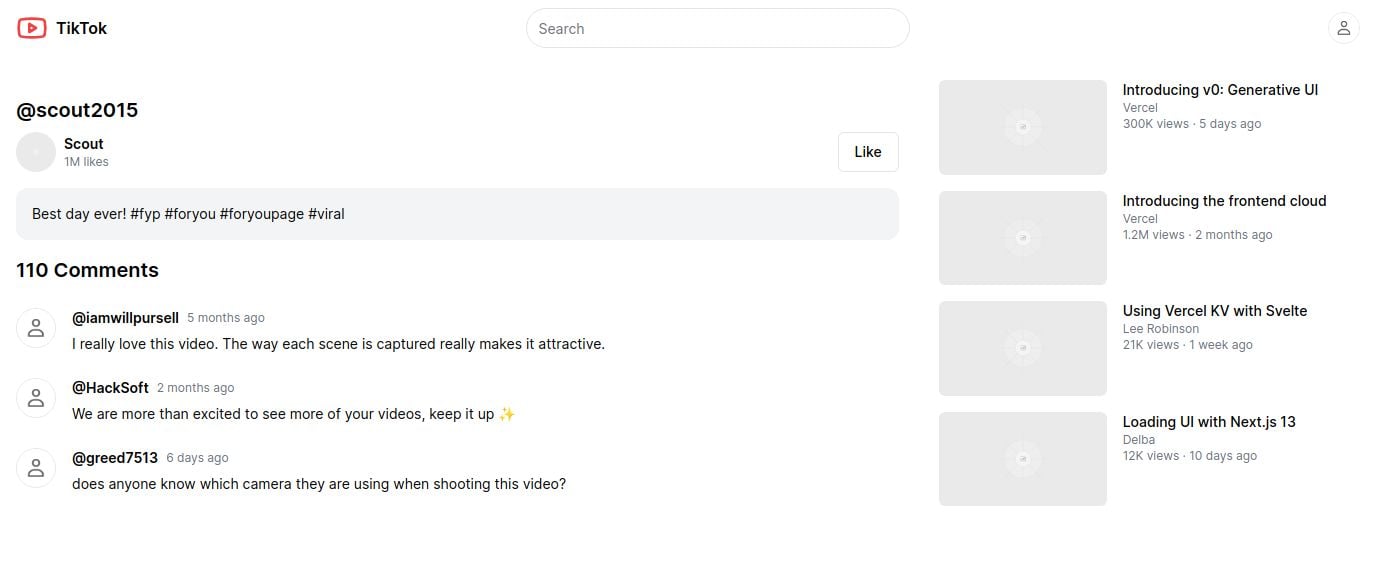 TikTok
Search
@scout2015
Scout
1M likes
Like
Best day ever! #fyp #foryou #foryoupage #viral
110 Comments
@iamwillpursell 5 months ago
I really love this video. The way each scene is captured really makes it attractive.
@HackSoft 2 months ago
We are more than excited to see more of your videos, keep it up ✨
@greed7513 6 days ago
does anyone know which camera they are using when shooting this video?
Introducing v0: Generative UI
Vercel
300K views · 5 days ago
Introducing the frontend cloud
Vercel
1.2M views · 2 months ago
Using Vercel KV with Svelte
Lee Robinson
21K views · 1 week ago
Loading UI with Next.js 13
Delba
12K views · 10 days ago